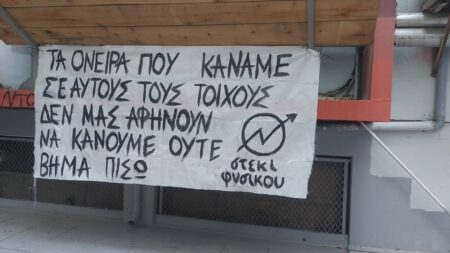 ΤΑ ΟΝΕΙΡΑ ΠΟΥ ΚΑΝΑΜΕ
ΣΕ ΑΥΤΟΥΣ ΤΟΥΣ ΤΟΙΧΟΥΣ
ΔΕΝ ΜΑΣ ΑΦΗΝΟΥΝ
ΝΑ ΚΑΝΟΥΜΕ ΟΥΤΕ
ΒΗΜΑ ΠΙΣΩ
στεκι
φυσικου